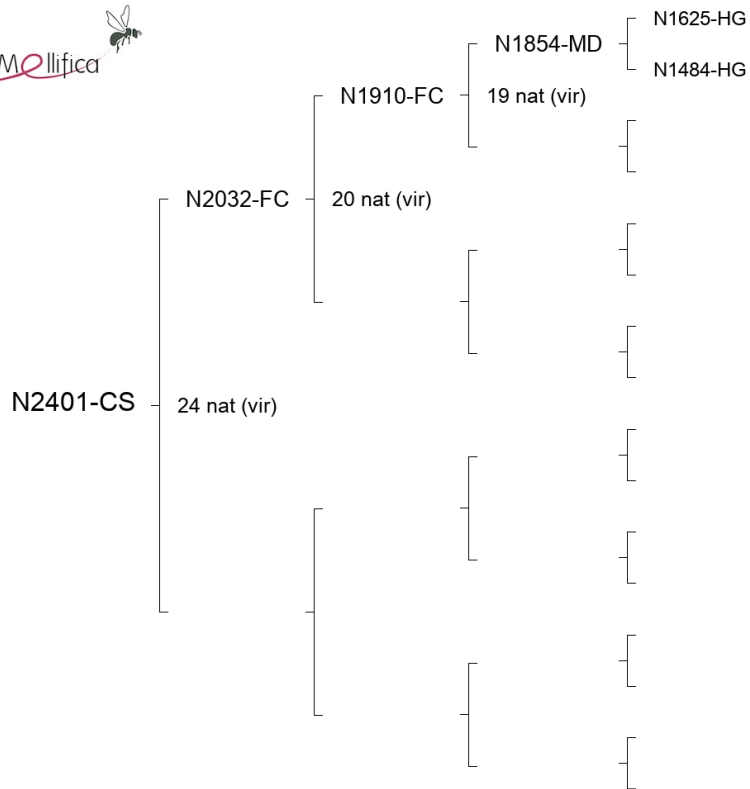 Mellifica
N1625-HG
N1854-MD
N1484-HG
N1910-FC
19 nat (vir)
N2032-FC
20 nat (vir)
N2401-CS
24 nat (vir)